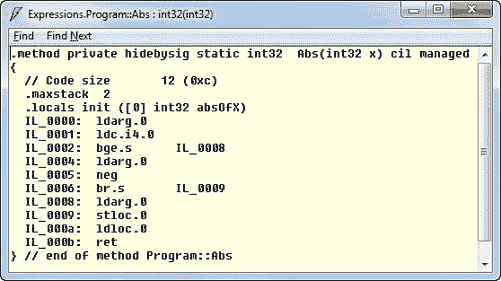 Expressions.Program::Abs : int32(int32)
Find Find Next
.method private hidebysig static int32  Abs(int32 x) cil managed
{
  // Code size       12 (0xc)
  .maxstack  2
  .locals init ([0] int32 absOfX)
  IL_0000:  ldarg.0
  IL_0001:  ldc.i4.0
  IL_0002:  bge.s      IL_0008
  IL_0004:  ldarg.0
  IL_0005:  neg
  IL_0006:  br.s       IL_0009
  IL_0008:  ldarg.0
  IL_0009:  stloc.0
  IL_000a:  ldloc.0
  IL_000b:  ret
} // end of method Program::Abs